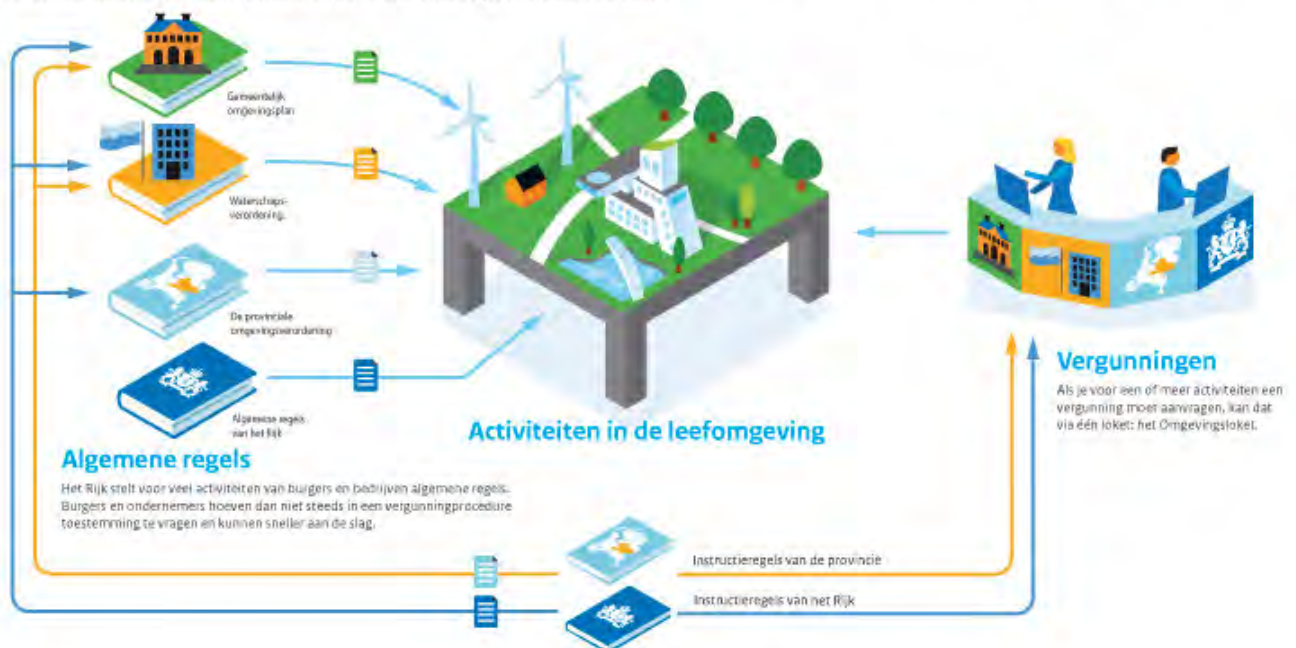 Gemeentelijk
omgevingsplan
Waterschaps-
verordening.
De provinciale
omgevingsverordening
Algemene regels
van het Rijk
Algemene regels
Het Rijk stelt voor veel activiteiten van burgers en bedrijven algemene regels.
Burgers en ondernemers hoeven dan niet steeds in een vergunningprocedure
toestemming te vragen en kunnen sneller aan de slag.
Activiteiten in de leefomgeving
Vergunningen
Als je voor een of meer activiteiten een
vergunning moet aanvragen, kan dat
via één loket: het Omgevingsloket.
Instructieregels van de provincie
Instructieregels van het Rijk